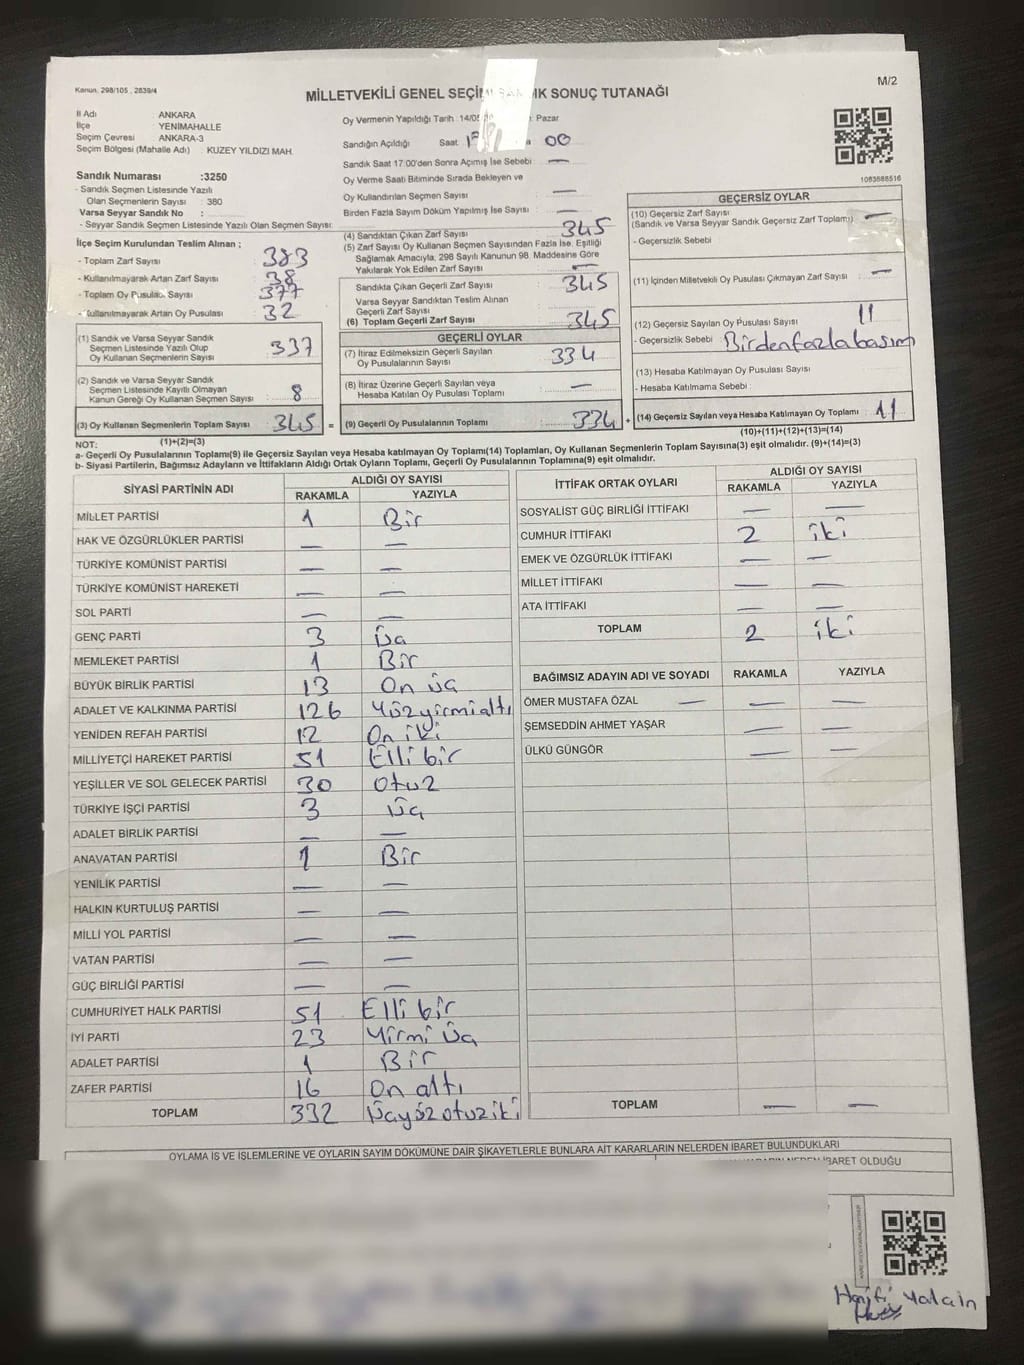 Kanun, 298/105 , 2839/4
M/2
MİLLETVEKİLİ GENEL SEÇİM SANDIK SONUÇ TUTANAĞI
İl Adı ANKARA
İlçe YENİMAHALLE
Seçim Çevresi ANKARA-3
Seçim Bölgesi (Mahalle Adı) : KUZEY YILDIZI MAH.
Sandık Numarası :3250
- Sandık Seçmen Listesinde Yazılı
Olan Seçmenlerin Sayısı : 380
Varsa Seyyar Sandık No :
- Seyyar Sandık Seçmen Listesinde Yazılı Olan Seçmen Sayısı:
İlçe Seçim Kurulundan Teslim Alınan ;
- Toplam Zarf Sayısı : 383
- Kullanılmayarak Artan Zarf Sayısı : 38
- Toplam Oy Pusulası Sayısı : 377
- Kullanılmayarak Artan Oy Pusulası : 32
(1) Sandık ve Varsa Seyyar Sandık
Seçmen Listesinde Yazılı Olup
Oy Kullanan Seçmenlerin Sayısı : 337
(2) Sandık ve Varsa Seyyar Sandık
Seçmen Listesinde Kayıtlı Olmayan
Kanun Gereği Oy Kullanan Seçmen Sayısı : 8
(3) Oy Kullanan Seçmenlerin Toplam Sayısı : 345 =
(1)+(2)=(3)
Oy Vermenin Yapıldığı Tarih :14/05 : Pazar
Sandığın Açıldığı Saat 00
Sandık Saat 17:00'den Sonra Açımış İse Sebebi : —
Oy Verme Saati Bitiminde Sırada Bekleyen ve
Oy Kullandırılan Seçmen Sayısı : —
Birden Fazla Sayım Döküm Yapılmış İse Sayısı : —
(4) Sandıktan Çıkan Zarf Sayısı : 345
(5) Zarf Sayısı Oy Kullanan Seçmen Sayısından Fazla İse, Eşitliği
Sağlamak Amacıyla, 298 Sayılı Kanunun 98. Maddesine Göre
Yakılarak Yok Edilen Zarf Sayısı : —
Sandıkta Çıkan Geçerli Zarf Sayısı : 345
Varsa Seyyar Sandıktan Teslim Alınan
Geçerli Zarf Sayısı :
(6) Toplam Geçerli Zarf Sayısı : 345
GEÇERLİ OYLAR
(7) İtiraz Edilmeksizin Geçerli Sayılan
Oy Pusulalarının Sayısı : 334
(8) İtiraz Üzerine Geçerli Sayılan veya
Hesaba Katılan Oy Pusulası Toplamı : —
(9) Geçerli Oy Pusulalarının Toplamı : 334 +
1083888516
GEÇERSİZ OYLAR
(10) Geçersiz Zarf Sayısı
(Sandık ve Varsa Seyyar Sandık Geçersiz Zarf Toplamı) : —
- Geçersizlik Sebebi :
(11) İçinden Milletvekili Oy Pusulası Çıkmayan Zarf Sayısı : —
(12) Geçersiz Sayılan Oy Pusulası Sayısı : 11
- Geçersizlik Sebebi : Birden fazla basım
(13) Hesaba Katılmayan Oy Pusulası Sayısı :
- Hesaba Katılmama Sebebi :
(14) Geçersiz Sayılan veya Hesaba Katılmayan Oy Toplamı : 11
(10)+(11)+(12)+(13)=(14)
NOT:
a- Geçerli Oy Pusulalarının Toplamı(9) ile Geçersiz Sayılan veya Hesaba katılmayan Oy Toplamı(14) Toplamları, Oy Kullanan Seçmenlerin Toplam Sayısına(3) eşit olmalıdır. (9)+(14)=(3)
b- Siyasi Partilerin, Bağımsız Adayların ve İttifakların Aldığı Ortak Oyların Toplamı, Geçerli Oy Pusulalarının Toplamına(9) eşit olmalıdır.
SİYASİ PARTİNİN ADI ALDIĞI OY SAYISI
RAKAMLA YAZIYLA
MİLLET PARTİSİ 1 Bir
HAK VE ÖZGÜRLÜKLER PARTİSİ — —
TÜRKİYE KOMÜNİST PARTİSİ — —
TÜRKİYE KOMÜNİST HAREKETİ — —
SOL PARTİ — —
GENÇ PARTİ 3 Üç
MEMLEKET PARTİSİ 1 Bir
BÜYÜK BİRLİK PARTİSİ 13 On üç
ADALET VE KALKINMA PARTİSİ 126 Yüzyirmialtı
YENİDEN REFAH PARTİSİ 12 On iki
MİLLİYETÇİ HAREKET PARTİSİ 51 Elli bir
YEŞİLLER VE SOL GELECEK PARTİSİ 30 Otuz
TÜRKİYE İŞÇİ PARTİSİ 3 Üç
ADALET BİRLİK PARTİSİ — —
ANAVATAN PARTİSİ 1 Bir
YENİLİK PARTİSİ — —
HALKIN KURTULUŞ PARTİSİ — —
MİLLİ YOL PARTİSİ — —
VATAN PARTİSİ — —
GÜÇ BİRLİĞİ PARTİSİ — —
CUMHURİYET HALK PARTİSİ 51 Elli bir
İYİ PARTİ 23 Yirmi üç
ADALET PARTİSİ 1 Bir
ZAFER PARTİSİ 16 On altı
TOPLAM 332 Üçyüzotuziki
İTTİFAK ORTAK OYLARI ALDIĞI OY SAYISI
RAKAMLA YAZIYLA
SOSYALİST GÜÇ BİRLİĞİ İTTİFAKI — —
CUMHUR İTTİFAKI 2 iki
EMEK VE ÖZGÜRLÜK İTTİFAKI — —
MİLLET İTTİFAKI — —
ATA İTTİFAKI — —
TOPLAM 2 iki
BAĞIMSIZ ADAYIN ADI VE SOYADI RAKAMLA YAZIYLA
ÖMER MUSTAFA ÖZAL — — —
ŞEMSEDDİN AHMET YAŞAR — —
ÜLKÜ GÜNGÖR — —
TOPLAM — —
OYLAMA İŞ VE İŞLEMLERİNE VE OYLARIN SAYIM DÖKÜMÜNE DAİR ŞİKAYETLERLE BUNLARA AİT KARARLARIN NELERDEN İBARET BULUNDUKLARI
İBARET OLDUĞU
Yalçin